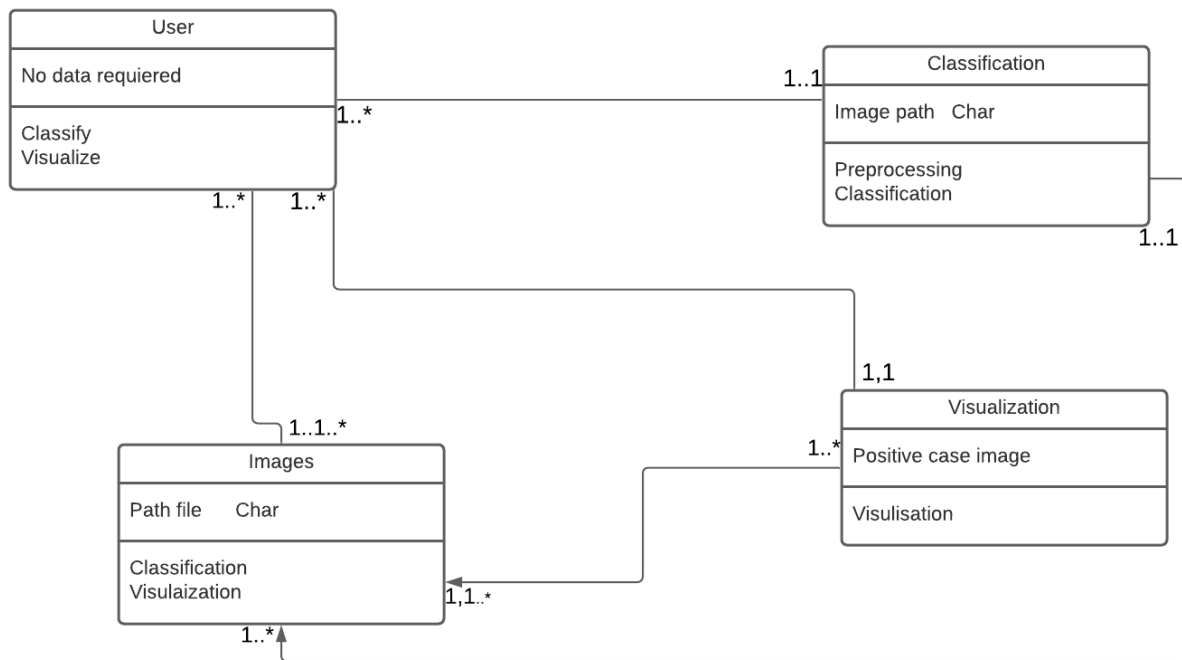 User
No data requiered
Classify
Visualize
Classification
Image path Char
Preprocessing
Classification
1..1
1..*
1..1
1..*
1..*
1,1
Visualization
Positive case image
Visulisation
1..*
1..1..*
Images
Path file Char
Classification
Visulaization
1,1..*
1..*